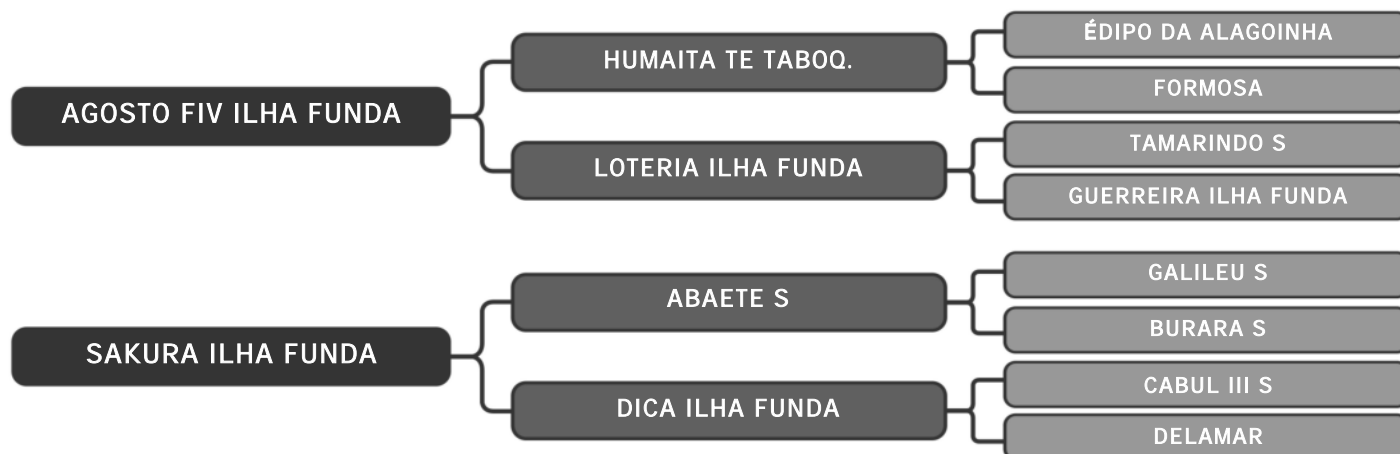 AGOSTO FIV ILHA FUNDA
HUMAITA TE TABOQ.
ÉDIPO DA ALAGOINHA
FORMOSA
LOTERIA ILHA FUNDA
TAMARINDO S
GUERREIRA ILHA FUNDA
SAKURA ILHA FUNDA
ABAETE S
GALILEU S
BURARA S
DICA ILHA FUNDA
CABUL III S
DELAMAR